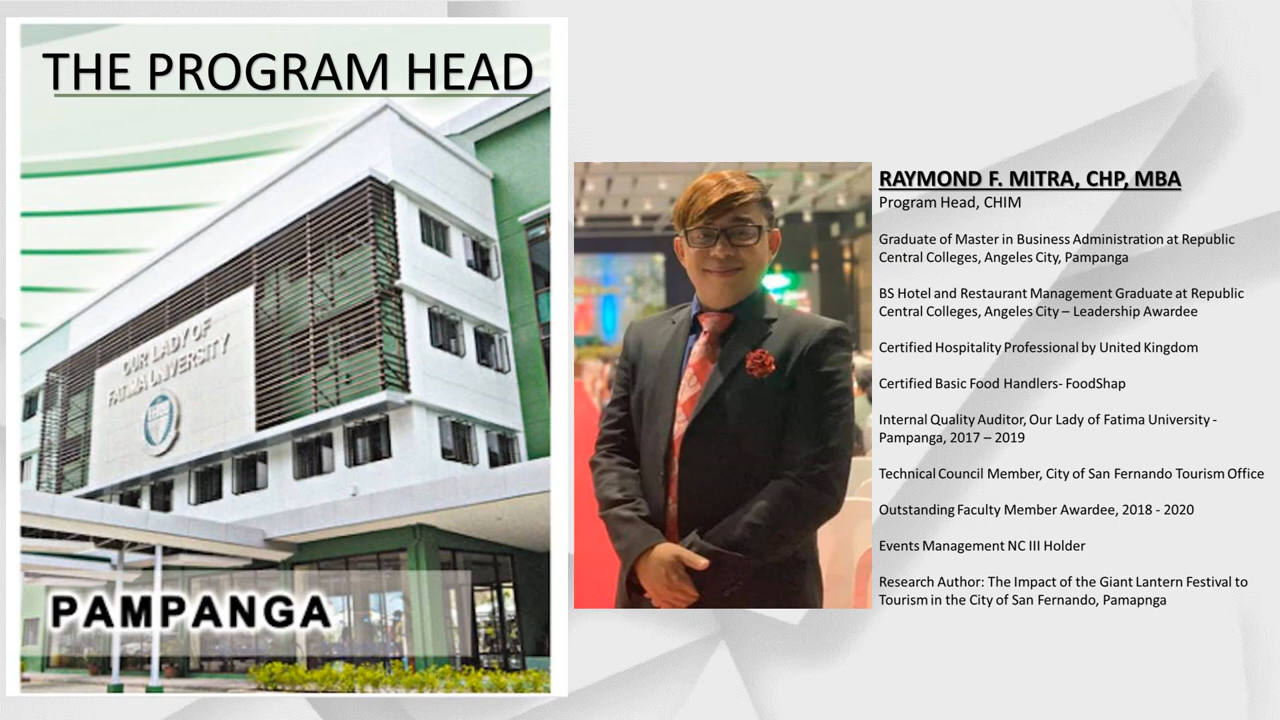 THE PROGRAM HEAD
OUR LADY OF
FATIMA UNIVERSITY
PAMPANGA
RAYMOND F. MITRA, CHP, MBA
Program Head, CHIM
Graduate of Master in Business Administration at Republic
Central Colleges, Angeles City, Pampanga
BS Hotel and Restaurant Management Graduate at Republic
Central Colleges, Angeles City – Leadership Awardee
Certified Hospitality Professional by United Kingdom
Certified Basic Food Handlers- FoodShap
Internal Quality Auditor, Our Lady of Fatima University -
Pampanga, 2017 – 2019
Technical Council Member, City of San Fernando Tourism Office
Outstanding Faculty Member Awardee, 2018 - 2020
Events Management NC III Holder
Research Author: The Impact of the Giant Lantern Festival to
Tourism in the City of San Fernando, Pamapnga